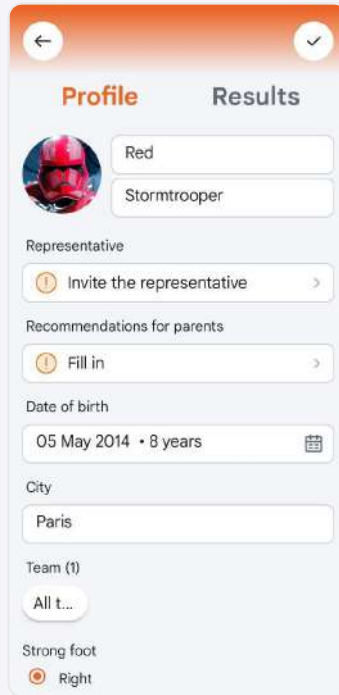 Profile Results
Red
Stormtrooper
Representative
Invite the representative
Recommendations for parents
Fill in
Date of birth
05 May 2014 • 8 years
City
Paris
Team (1)
All t...
Strong foot
Right